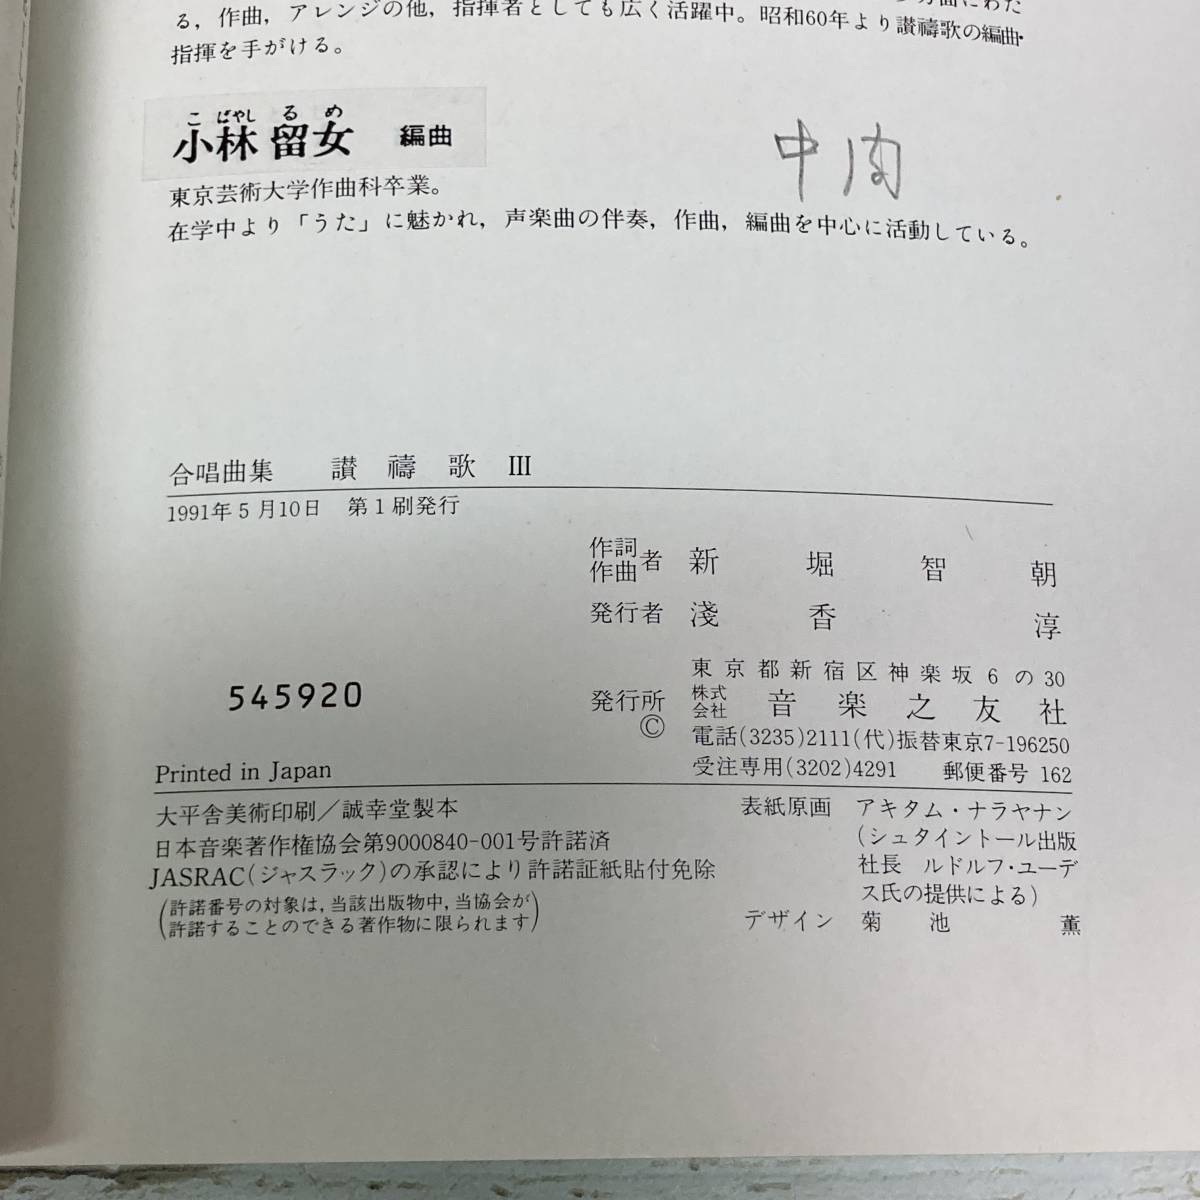 る，作曲，アレンジの他，指揮者としても広く活躍中。昭和60年より讃禱歌の編曲・
指揮を手がける。
こ ばやし る め
小林 留女 編曲
中内
東京芸術大学作曲科卒業。
在学中より「うた」に魅かれ，声楽曲の伴奏，作曲，編曲を中心に活動している。
合唱曲集 讃禱歌 III
1991年5月10日 第1刷発行
作詞
作曲者 新堀智朝
発行者 淺香淳
東京都新宿区神楽坂6の30
545920
発行所 株式会社 音楽之友社
©
電話(3235)2111(代)振替東京7-196250
受注専用(3202)4291 郵便番号 162
Printed in Japan
大平舎美術印刷／誠幸堂製本
日本音楽著作権協会第9000840-001号許諾済
JASRAC(ジャスラック)の承認により許諾証紙貼付免除
(許諾番号の対象は，当該出版物中，当協会が
許諾することのできる著作物に限られます)
表紙原画 アキタム・ナラヤナン
(シュタイントール出版
社長 ルドルフ・ユーデ
ス氏の提供による)
デザイン 菊池薫